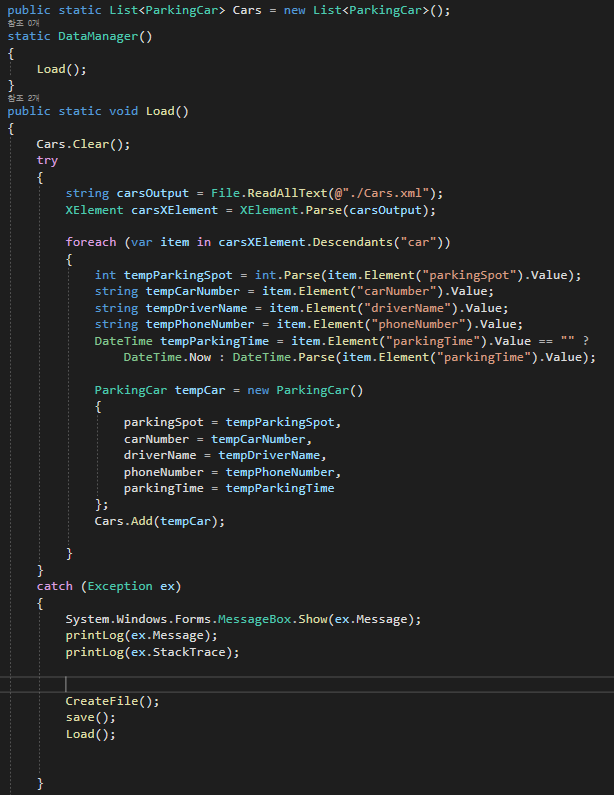 public static List<ParkingCar> Cars = new List<ParkingCar>();
참조 0개
static DataManager()
{
Load();
}
참조 2개
public static void Load()
{
Cars.Clear();
try
{
string carsOutput = File.ReadAllText(@"./Cars.xml");
XElement carsXElement = XElement.Parse(carsOutput);
foreach (var item in carsXElement.Descendants("car"))
{
int tempParkingSpot = int.Parse(item.Element("parkingSpot").Value);
string tempCarNumber = item.Element("carNumber").Value;
string tempDriverName = item.Element("driverName").Value;
string tempPhoneNumber = item.Element("phoneNumber").Value;
DateTime tempParkingTime = item.Element("parkingTime").Value == "" ?
DateTime.Now : DateTime.Parse(item.Element("parkingTime").Value);
ParkingCar tempCar = new ParkingCar()
{
parkingSpot = tempParkingSpot,
carNumber = tempCarNumber,
driverName = tempDriverName,
phoneNumber = tempPhoneNumber,
parkingTime = tempParkingTime
};
Cars.Add(tempCar);
}
}
catch (Exception ex)
{
System.Windows.Forms.MessageBox.Show(ex.Message);
printLog(ex.Message);
printLog(ex.StackTrace);
CreateFile();
save();
Load();
}